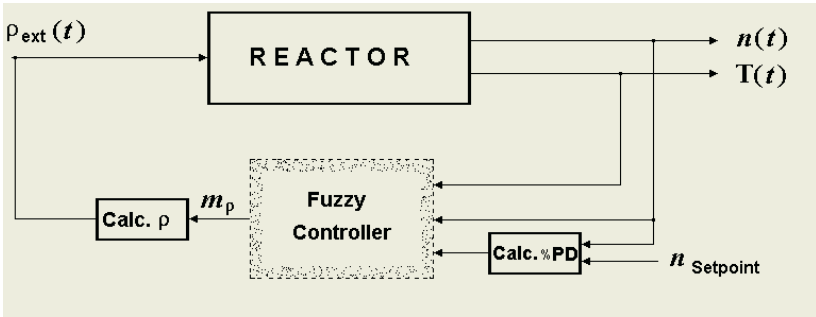 ρext (t)
REACTOR
n(t)
T(t)
Fuzzy
Controller
mρ
Calc. ρ
Calc. %PD
n Setpoint